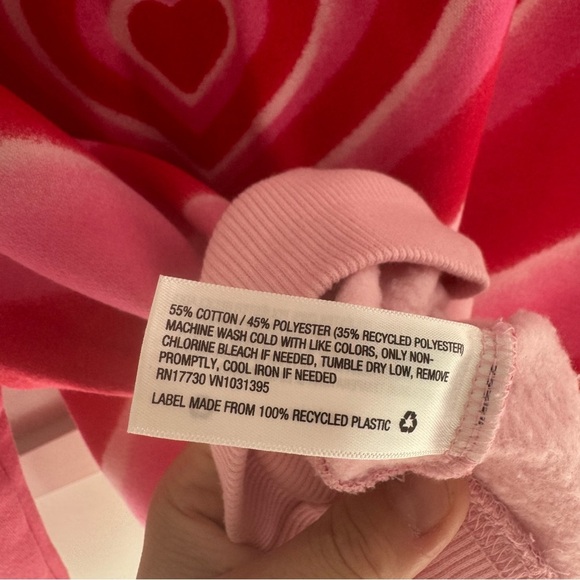 55% COTTON / 45% POLYESTER (35% RECYCLED POLYESTER)
MACHINE WASH COLD WITH LIKE COLORS, ONLY NON-
CHLORINE BLEACH IF NEEDED, TUMBLE DRY LOW, REMOVE
PROMPTLY, COOL IRON IF NEEDED
RN17730 VN1031395
LABEL MADE FROM 100% RECYCLED PLASTIC